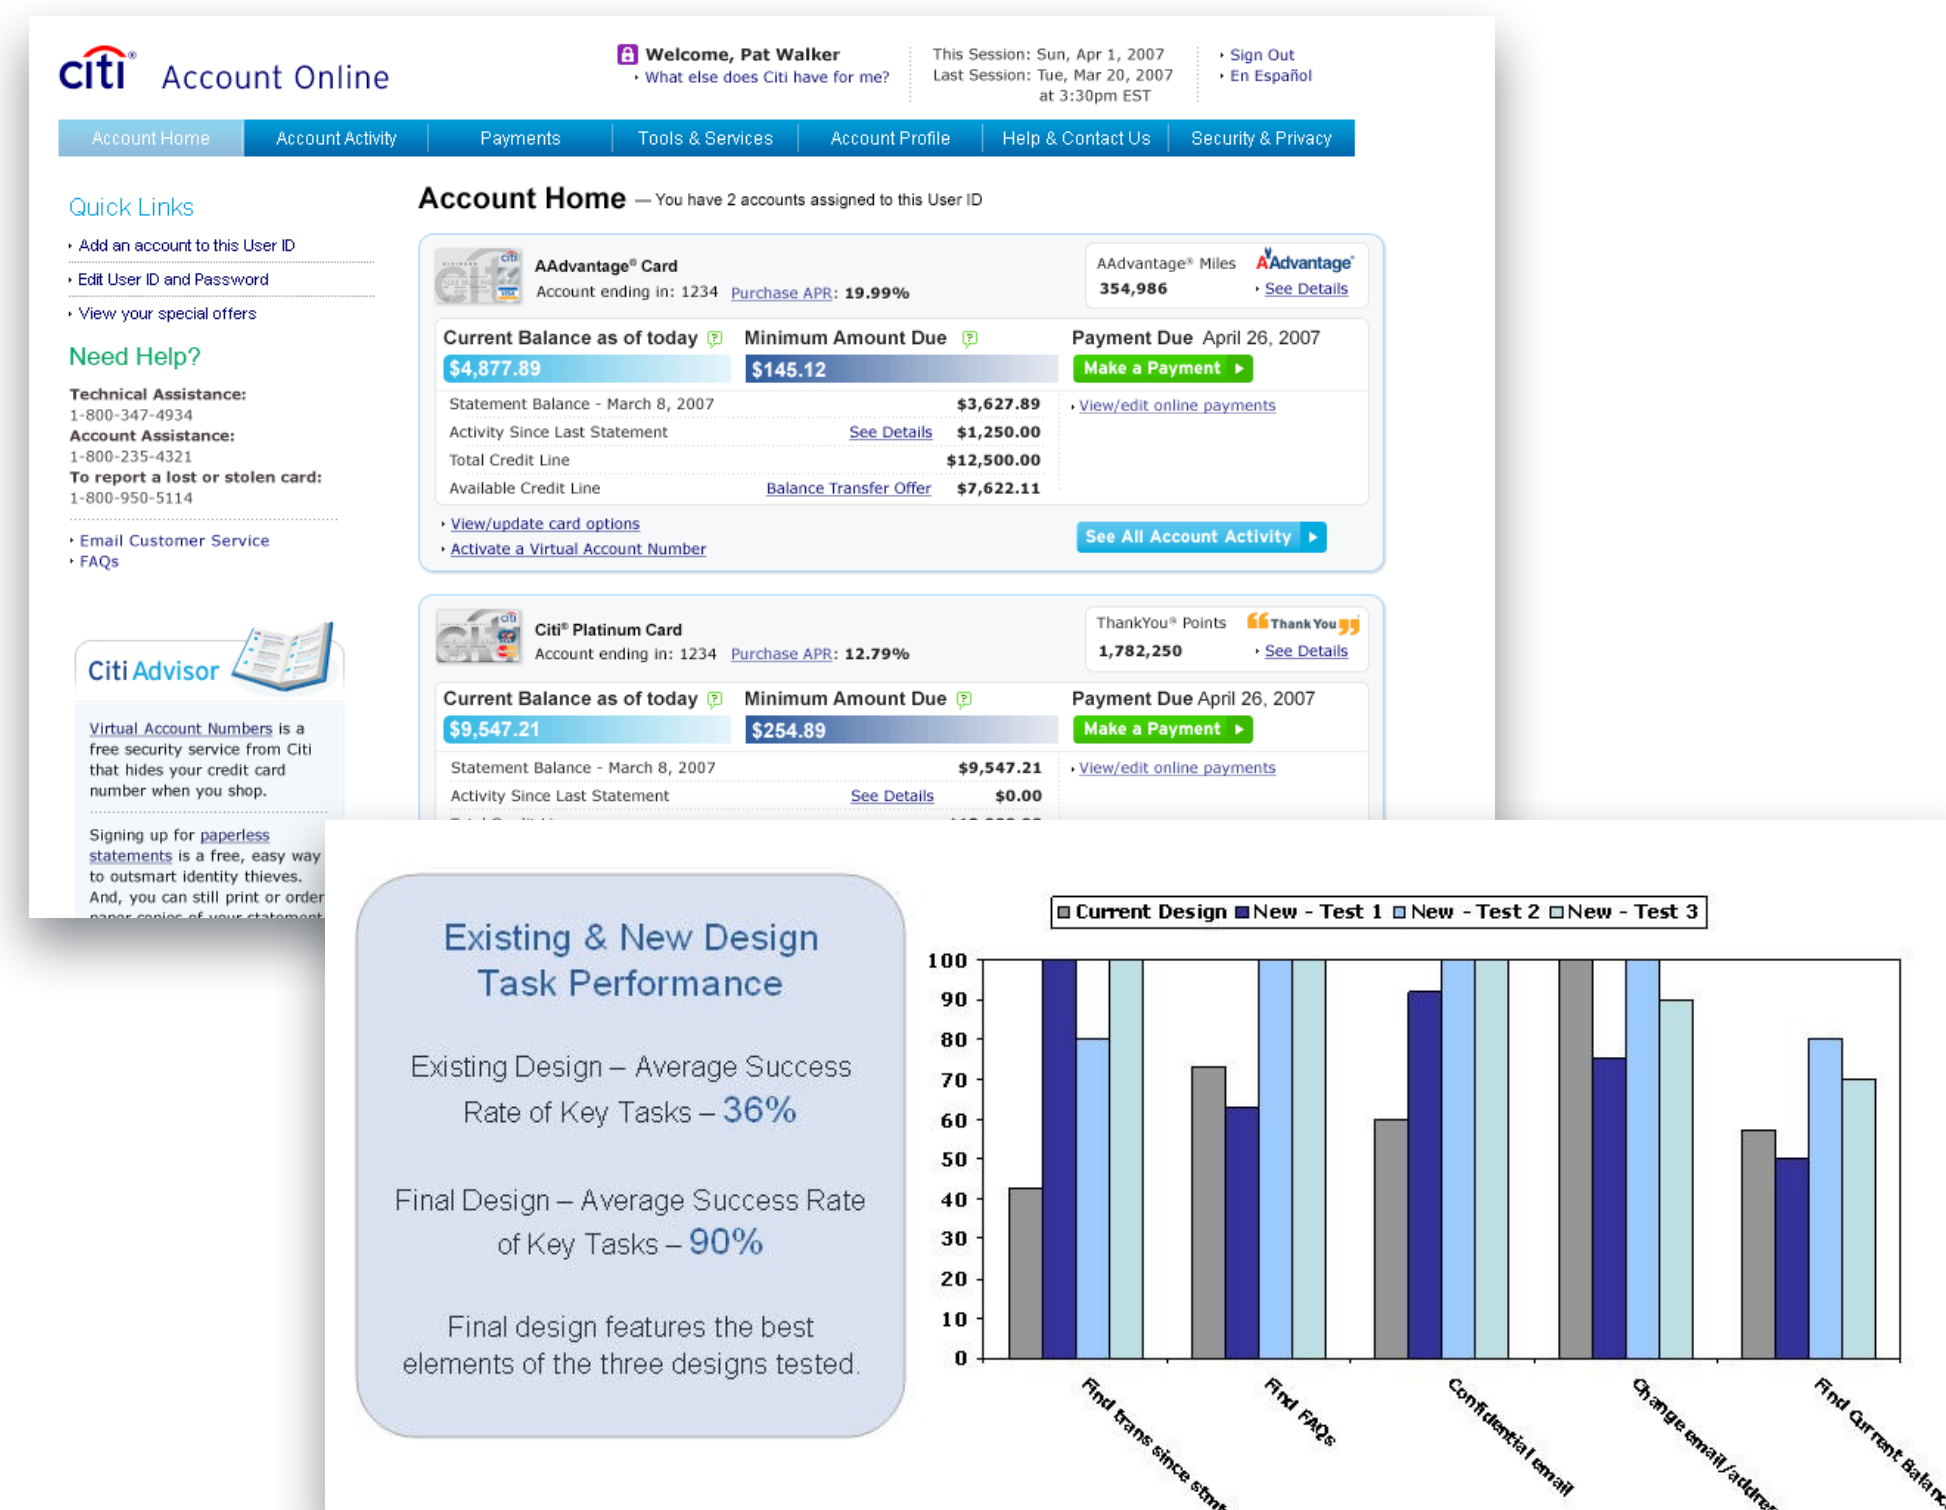 citi® Account Online
Welcome, Pat Walker
What else does Citi have for me?
This Session: Sun, Apr 1, 2007
Last Session: Tue, Mar 20, 2007
at 3:30pm EST
Sign Out
En Español
Account Home
Account Activity
Payments
Tools & Services
Account Profile
Help & Contact Us
Security & Privacy
Quick Links
Add an account to this User ID
Edit User ID and Password
View your special offers
Need Help?
Technical Assistance:
1-800-347-4934
Account Assistance:
1-800-235-4321
To report a lost or stolen card:
1-800-950-5114
Email Customer Service
FAQs
Citi Advisor
Virtual Account Numbers is a
free security service from Citi
that hides your credit card
number when you shop.
Signing up for paperless
statements is a free, easy way
to outsmart identity thieves.
And, you can still print or order
paper copies of your statement
Account Home — You have 2 accounts assigned to this User ID
AAdvantage® Card
Account ending in: 1234 Purchase APR: 19.99%
AAdvantage® Miles AAdvantage®
354,986 See Details
Current Balance as of today
Minimum Amount Due
Payment Due April 26, 2007
$4,877.89
$145.12
Make a Payment
Statement Balance - March 8, 2007 $3,627.89
View/edit online payments
Activity Since Last Statement See Details $1,250.00
Total Credit Line $12,500.00
Available Credit Line Balance Transfer Offer $7,622.11
View/update card options
Activate a Virtual Account Number
See All Account Activity
Citi® Platinum Card
Account ending in: 1234 Purchase APR: 12.79%
ThankYou® Points Thank You
1,782,250 See Details
Current Balance as of today
Minimum Amount Due
Payment Due April 26, 2007
$9,547.21
$254.89
Make a Payment
Statement Balance - March 8, 2007 $9,547.21
View/edit online payments
Activity Since Last Statement See Details $0.00
Existing & New Design
Task Performance
Existing Design – Average Success
Rate of Key Tasks – 36%
Final Design – Average Success Rate
of Key Tasks – 90%
Final design features the best
elements of the three designs tested.
Current Design New - Test 1 New - Test 2 New - Test 3
100
90
80
70
60
50
40
30
20
10
0
Find trans since stmt
Find FAQs
Confidential email
Change email/addres
Find Current Balanc